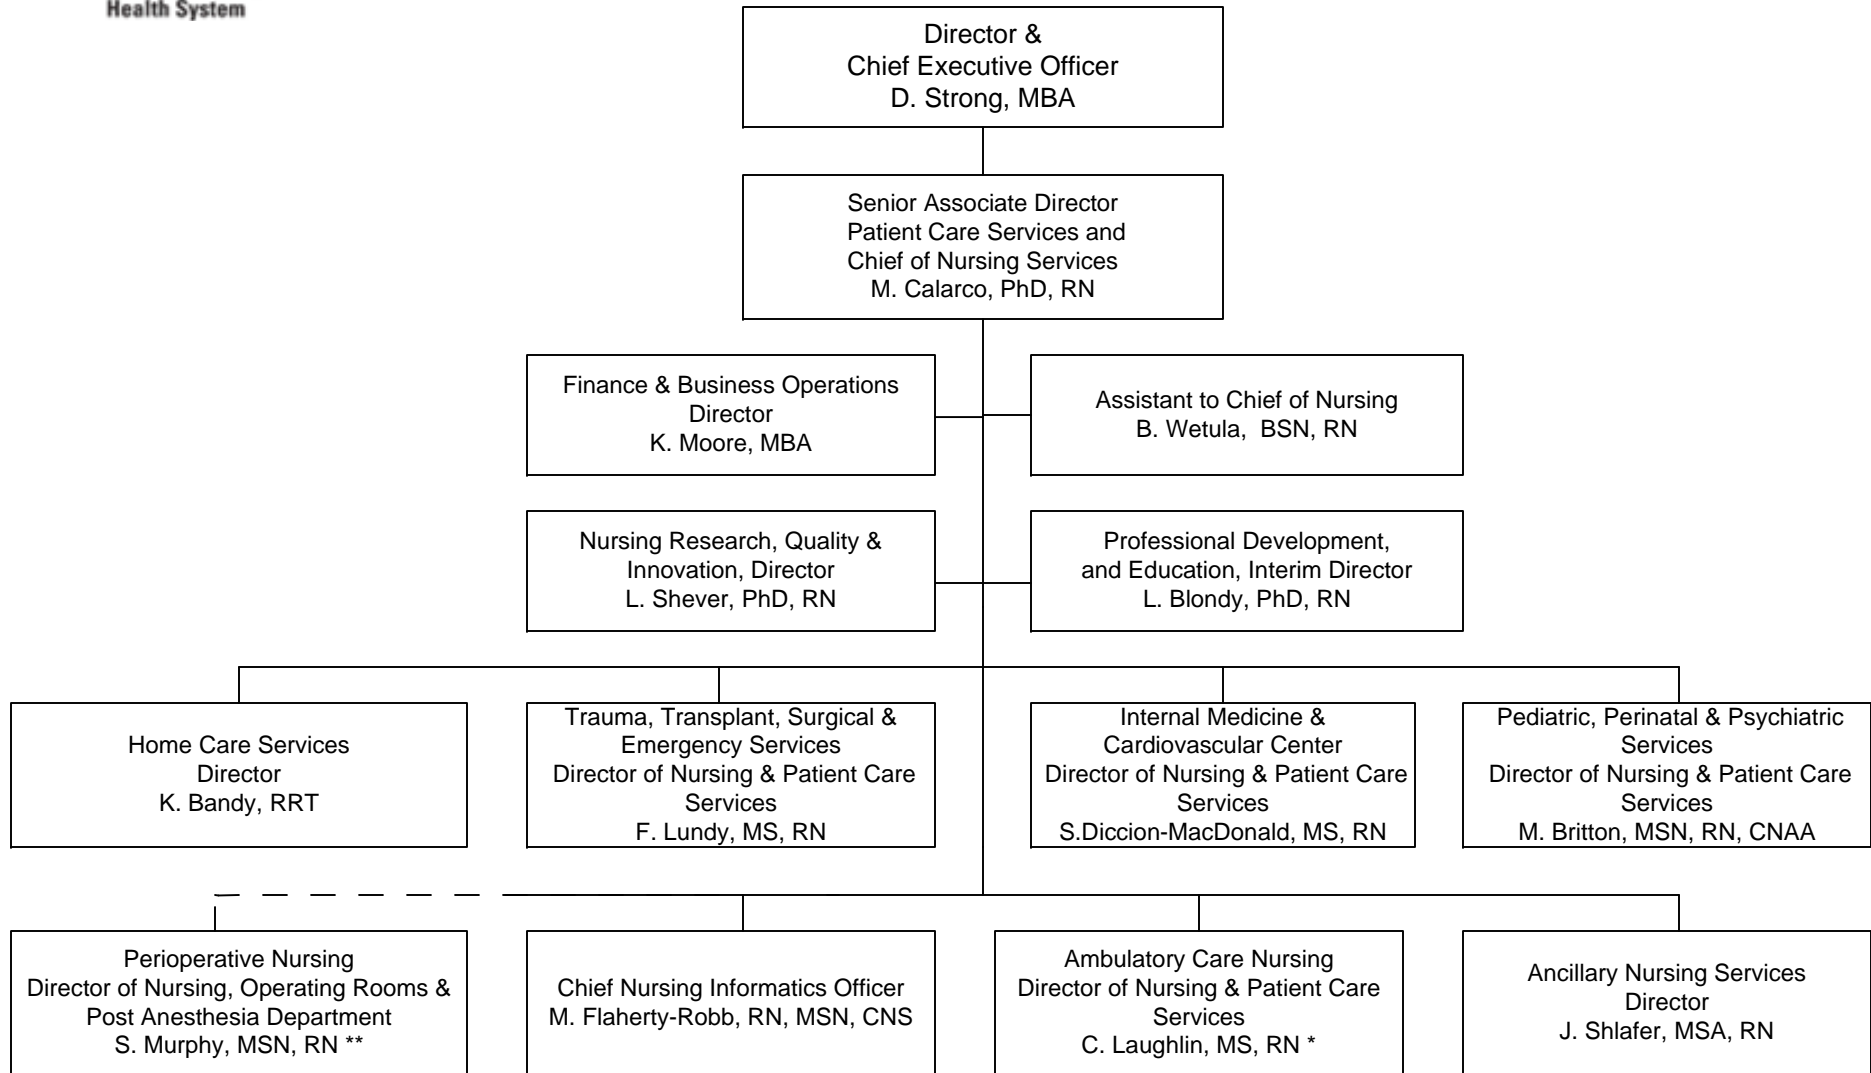 Health System
Director &
Chief Executive Officer
D. Strong, MBA
Senior Associate Director
Patient Care Services and
Chief of Nursing Services
M. Calarco, PhD, RN
Finance & Business Operations
Director
K. Moore, MBA
Assistant to Chief of Nursing
B. Wetula, BSN, RN
Nursing Research, Quality &
Innovation, Director
L. Shever, PhD, RN
Professional Development,
and Education, Interim Director
L. Blondy, PhD, RN
Home Care Services
Director
K. Bandy, RRT
Trauma, Transplant, Surgical &
Emergency Services
Director of Nursing & Patient Care
Services
F. Lundy, MS, RN
Internal Medicine &
Cardiovascular Center
Director of Nursing & Patient Care
Services
S.Diccion-MacDonald, MS, RN
Pediatric, Perinatal & Psychiatric
Services
Director of Nursing & Patient Care
Services
M. Britton, MSN, RN, CNAA
Perioperative Nursing
Director of Nursing, Operating Rooms &
Post Anesthesia Department
S. Murphy, MSN, RN **
Chief Nursing Informatics Officer
M. Flaherty-Robb, RN, MSN, CNS
Ambulatory Care Nursing
Director of Nursing & Patient Care
Services
C. Laughlin, MS, RN *
Ancillary Nursing Services
Director
J. Shlafer, MSA, RN